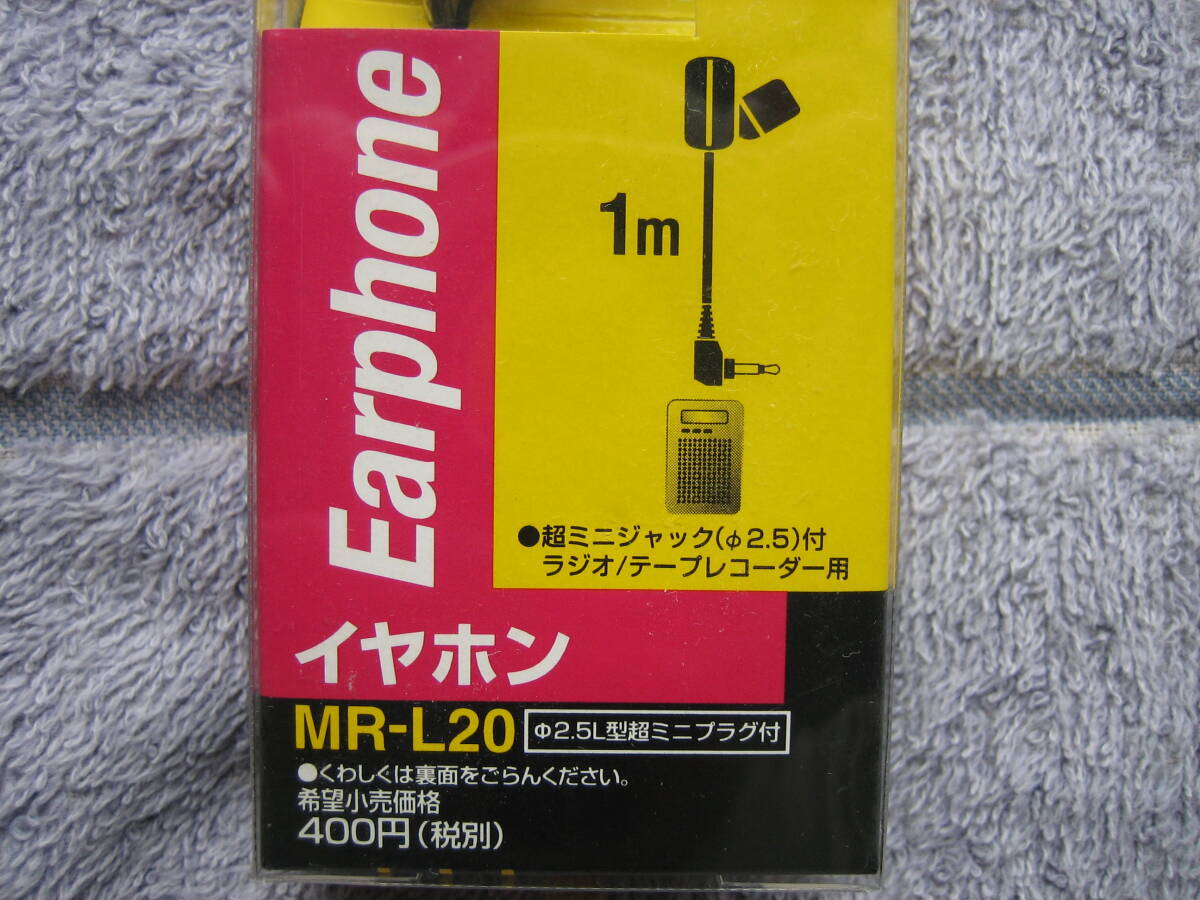 Earphone
1m
●超ミニジャック(φ2.5)付
ラジオ/テープレコーダー用
イヤホン
MR-L20
Φ2.5L型超ミニプラグ付
●くわしくは裏面をごらんください。
希望小売価格
400円(税別)